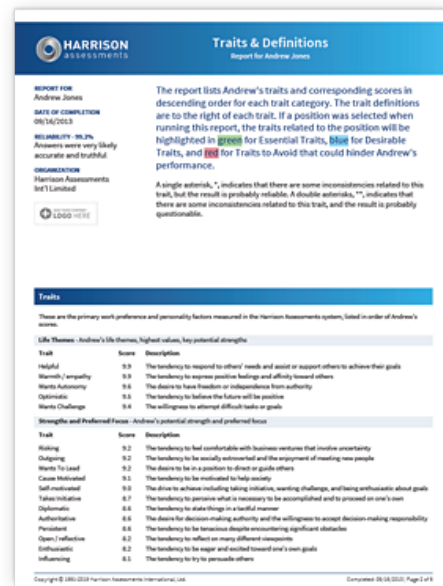 HARRISON
assessments
Traits & Definitions
Report for Andrew Jones
REPORT FOR
Andrew Jones
DATE OF COMPLETION
09/16/2013
RELIABILITY - 99.2%
Answers were very likely
accurate and truthful
ORGANIZATION
Harrison Assessments
Int'l Limited
LOGO HERE
The report lists Andrew's traits and corresponding scores in
descending order for each trait category. The trait definitions
are to the right of each trait. If a position was selected when
running this report, the traits related to the position will be
highlighted in green for Essential Traits, blue for Desirable
Traits, and red for Traits to Avoid that could hinder Andrew's
performance.
A single asterisk, *, indicates that there are some inconsistencies related to this
trait, but the result is probably reliable. A double asterisks, **, indicates that
there are some inconsistencies related to this trait, and the result is probably
questionable.
Traits
These are the primary work preference and personality factors measured in the Harrison Assessments system, listed in order of Andrew's
scores.
Life Themes - Andrew's life themes, highest values, key potential strengths
Trait Score Description
Helpful 9.9 The tendency to respond to others' needs and assist or support others to achieve their goals
Warmth / empathy 9.9 The tendency to express positive feelings and affinity toward others
Wants Autonomy 9.6 The desire to have freedom or independence from authority
Optimistic 9.5 The tendency to believe the future will be positive
Wants Challenge 9.4 The willingness to attempt difficult tasks or goals
Strengths and Preferred Focus - Andrew's potential strength and preferred focus
Trait Score Description
Risking 9.2 The tendency to feel comfortable with business ventures that involve uncertainty
Outgoing 9.2 The tendency to be socially extroverted and the enjoyment of meeting new people
Wants To Lead 9.2 The desire to be in a position to direct or guide others
Cause Motivated 9.1 The tendency to be motivated to help society
Self-motivated 9.0 The drive to achieve including taking initiative, wanting challenge, and being enthusiastic about goals
Takes Initiative 8.7 The tendency to perceive what is necessary to be accomplished and to proceed on one's own
Diplomatic 8.6 The tendency to state things in a tactful manner
Authoritative 8.6 The desire for decision-making authority and the willingness to accept decision-making responsibility
Persistent 8.6 The tendency to be tenacious despite encountering significant obstacles
Open / reflective 8.2 The tendency to reflect on many different viewpoints
Enthusiastic 8.2 The tendency to be eager and excited toward one's own goals
Influencing 8.1 The tendency to try to persuade others
Copyright © 1991-2019 Harrison Assessments International, Ltd. Completed: 09/16/2013, Page